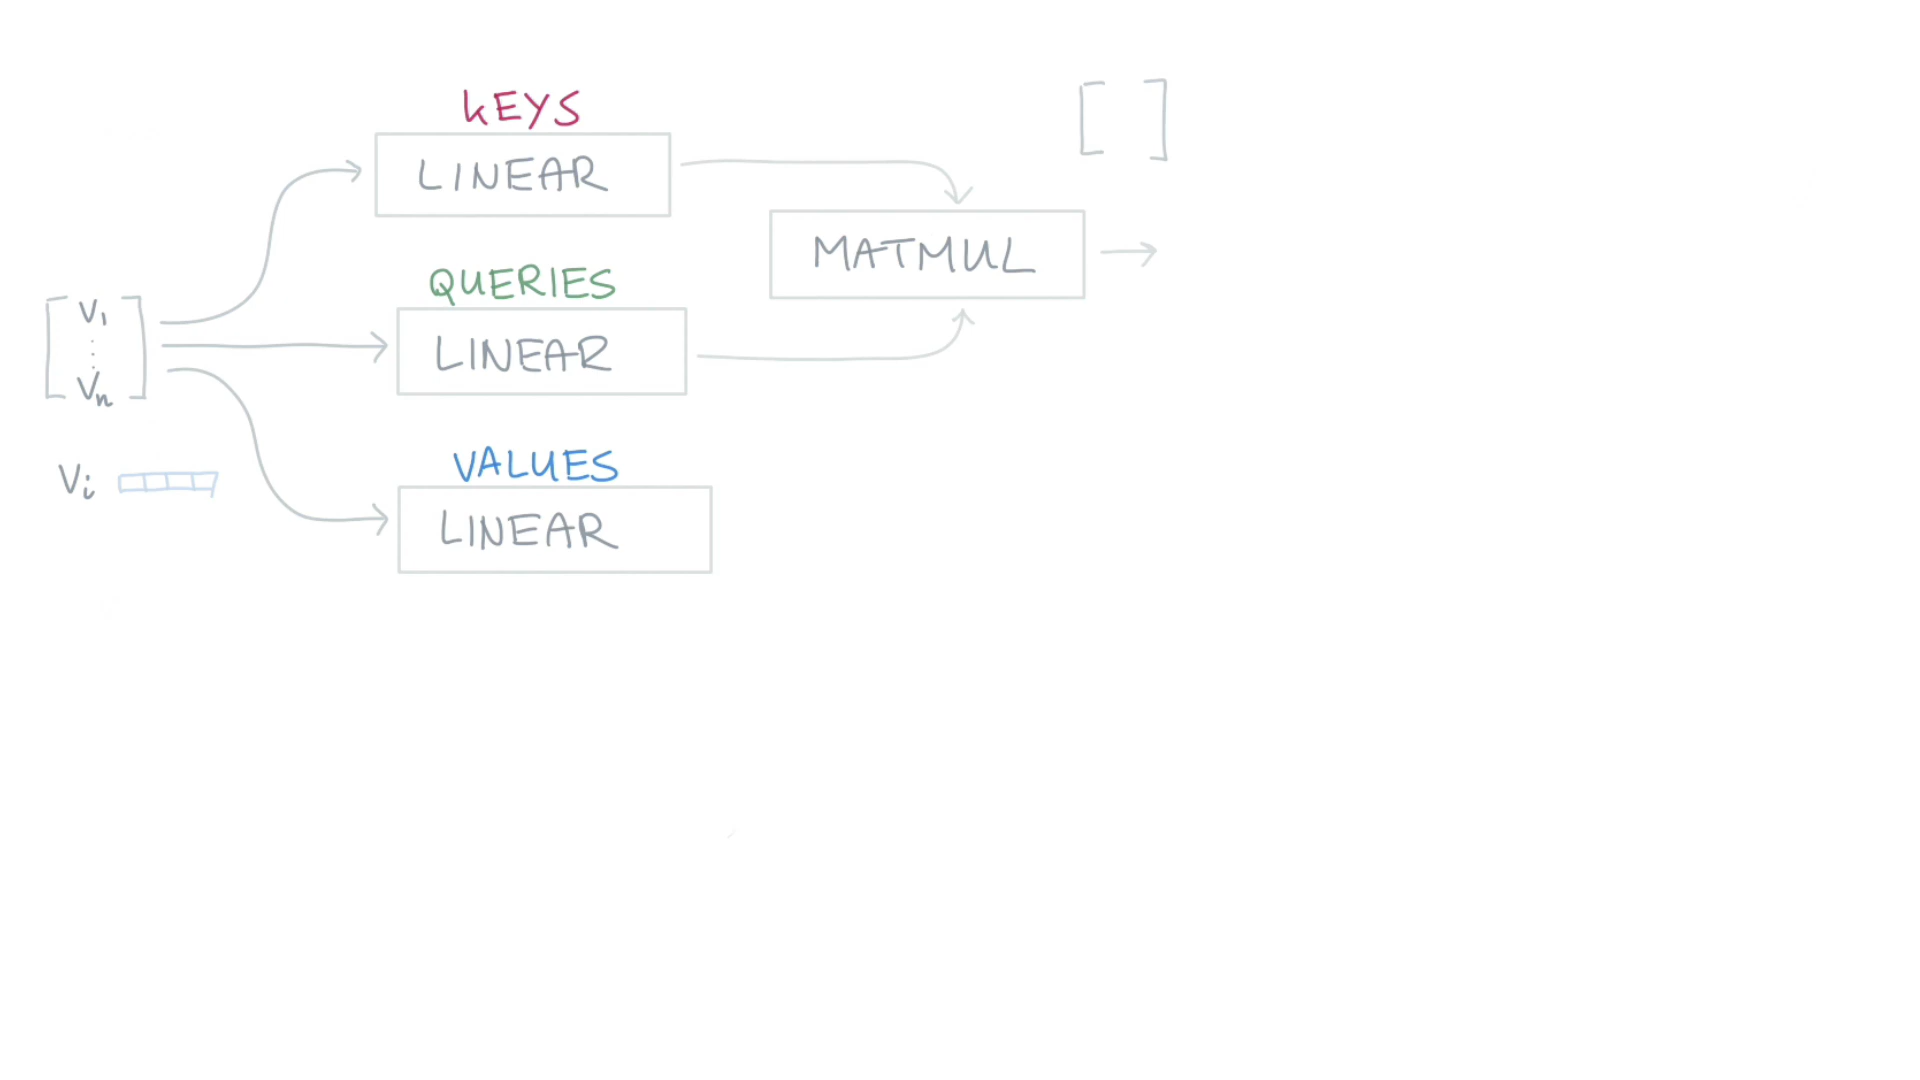 KEYS
LINEAR
MATMUL
QUERIES
LINEAR
V1
⋮
Vn
Vi
VALUES
LINEAR